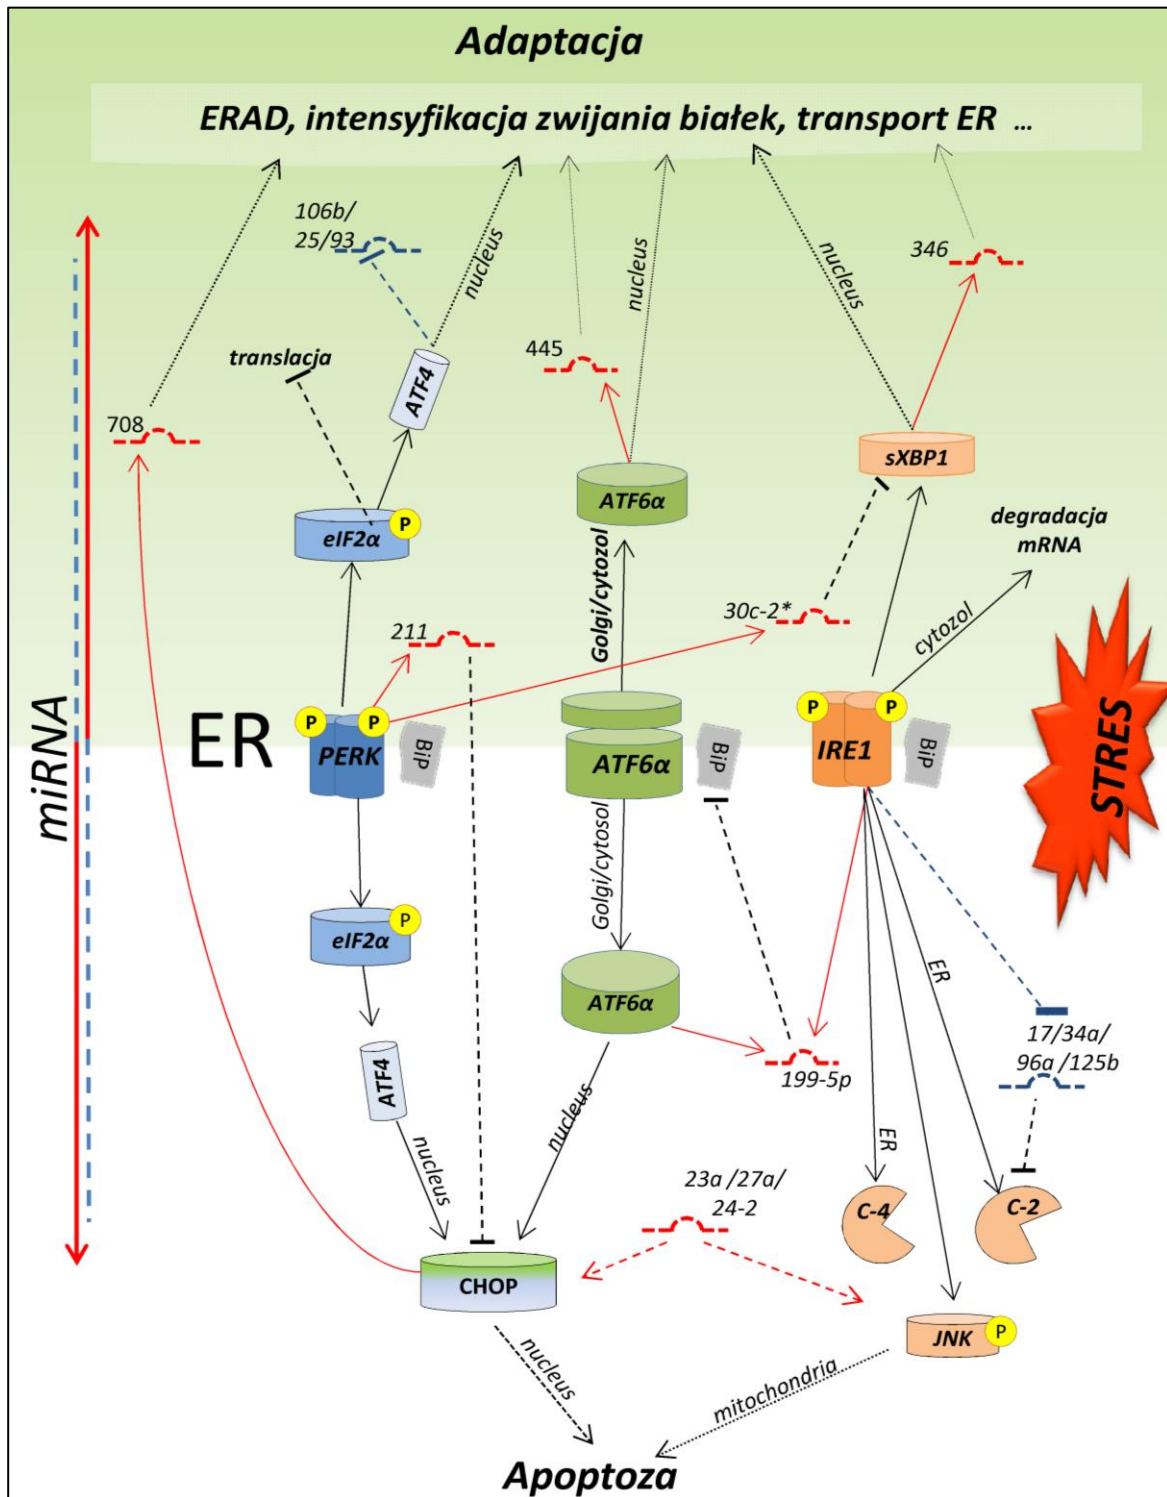 Adaptacja
ERAD, intensyfikacja zwijania białek, transport ER ...
106b/
25/93
nucleus
nucleus
nucleus
346
translacja
ATF4
445
708
sXBP1
ATF6α
eIF2α
P
degradacja
mRNA
Golgi/cytozol
30c-2*
cytozol
211
miRNA
ER
P
P
PERK
BiP
ATF6α
BiP
P
P
IRE1
BiP
STRES
Golgi/cytosol
eIF2α
P
ATF6α
ER
17/34a/
96a /125b
199-5p
ATF4
nucleus
nucleus
ER
23a /27a/
24-2
C-4
C-2
CHOP
JNK
P
nucleus
mitochondria
Apoptoza